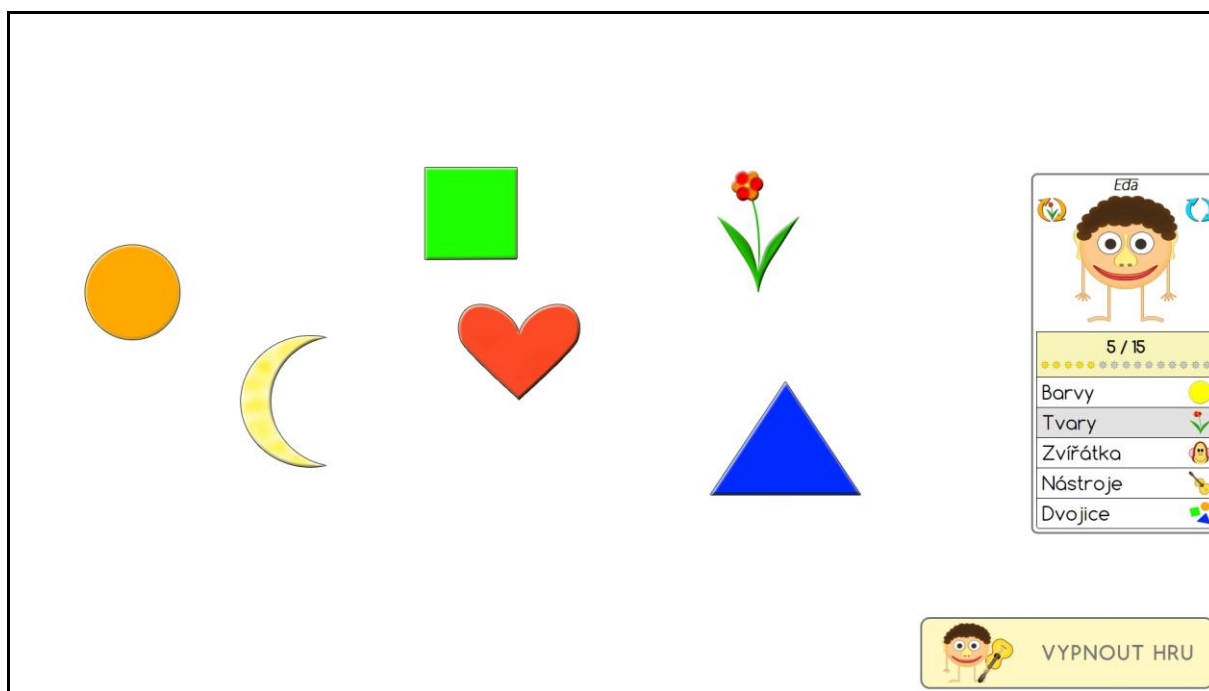 Eda
5 / 15
Barvy
Tvary
Zvířátka
Nástroje
Dvojice
VYPNOUT HRU